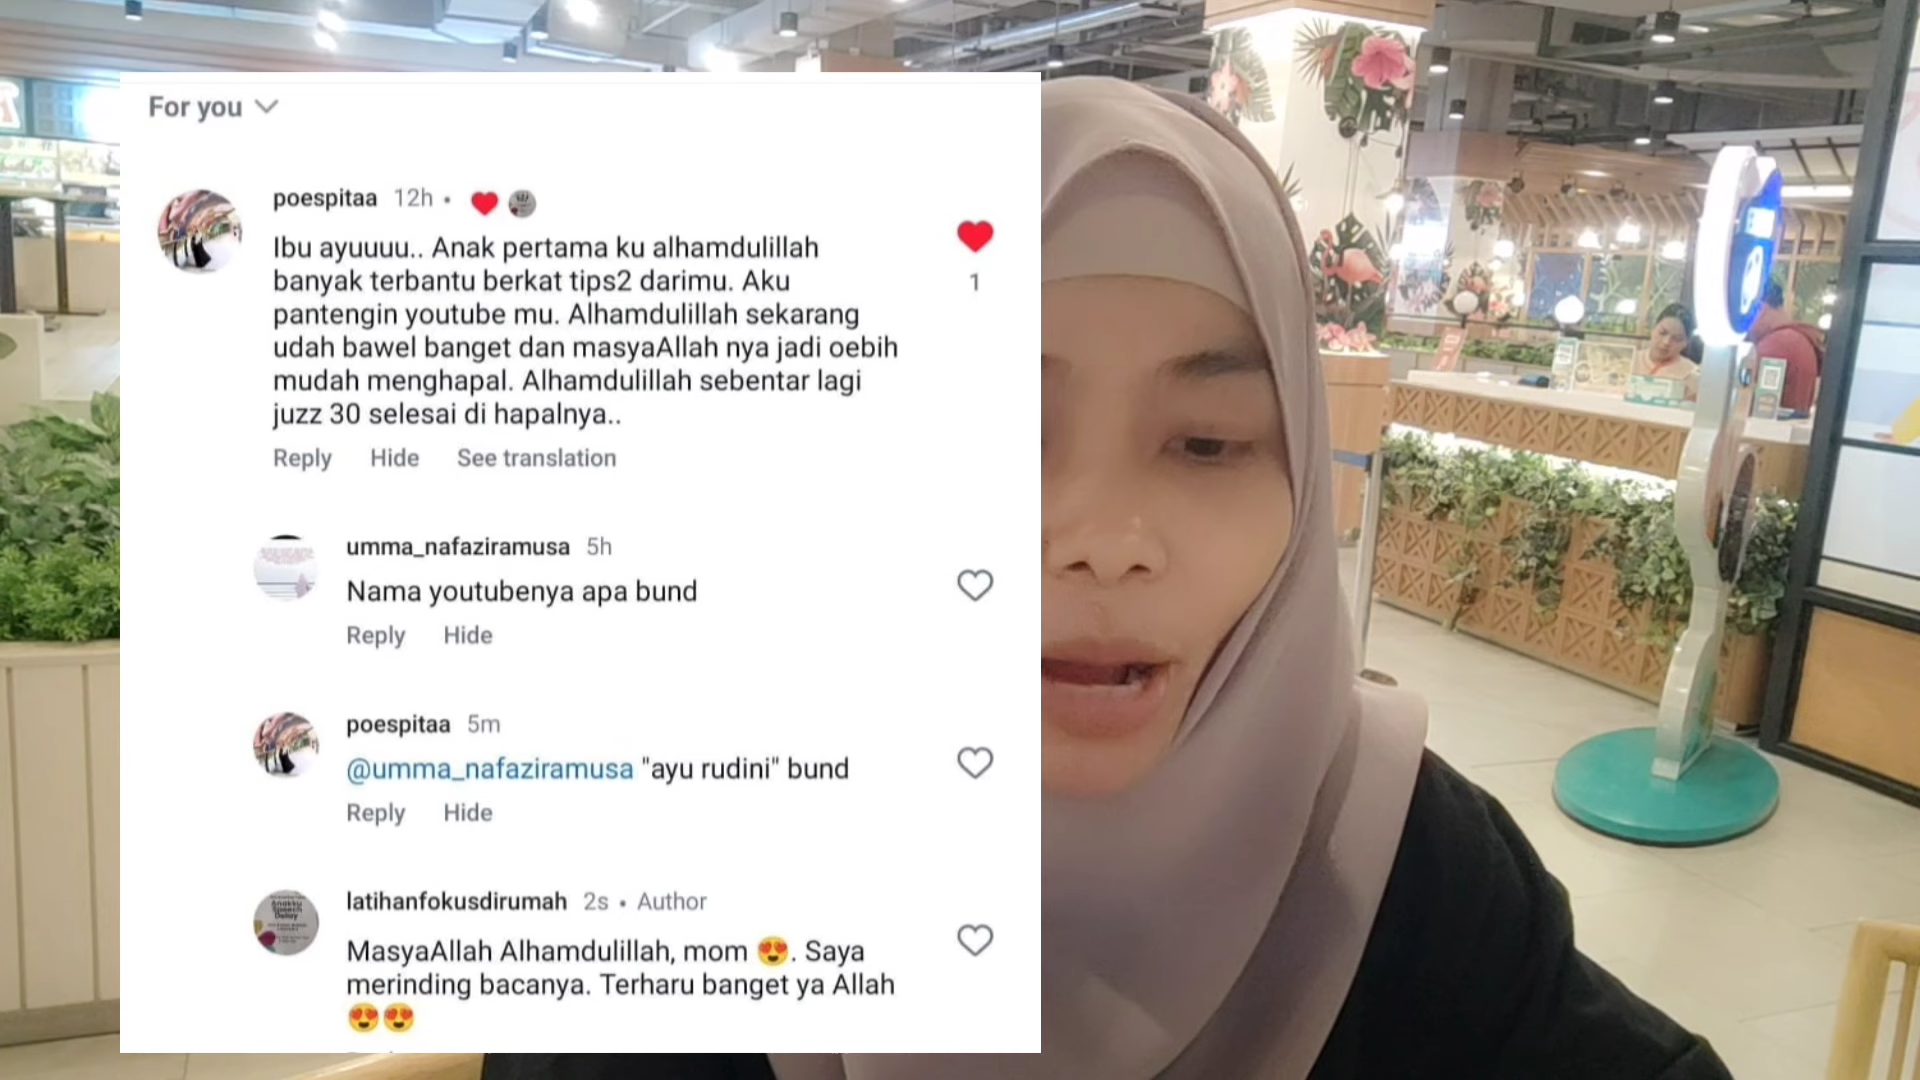 For you
poespitaa 12h •
Ibu ayuuuu.. Anak pertama ku alhamdulillah
banyak terbantu berkat tips2 darimu. Aku
pantengin youtube mu. Alhamdulillah sekarang
udah bawel banget dan masyaAllah nya jadi oebih
mudah menghapal. Alhamdulillah sebentar lagi
juzz 30 selesai di hapalnya..
1
Reply Hide See translation
umma_nafaziramusa 5h
Nama youtubenya apa bund
Reply Hide
poespitaa 5m
@umma_nafaziramusa "ayu rudini" bund
Reply Hide
latihanfokusdirumah 2s • Author
MasyaAllah Alhamdulillah, mom 😍. Saya
merinding bacanya. Terharu banget ya Allah
😍😍